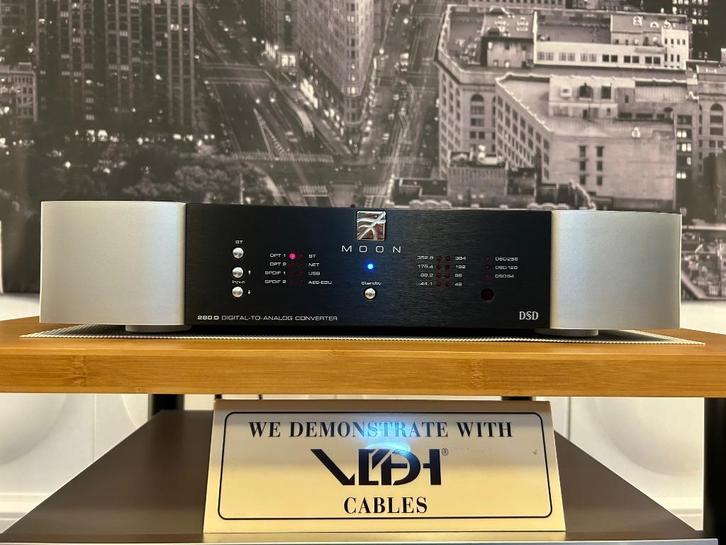 MOON
BT
OPT 1 BT
OPT 2 NET
SPDIF 1 USB
SPDIF 2 AES-EBU
Input
Standby
352.8 384
176.4 192
88.2 96
44.1 48
DSD256
DSD128
DSD64
280 D DIGITAL-TO-ANALOG CONVERTER
DSD
WE DEMONSTRATE WITH
VDH®
CABLES